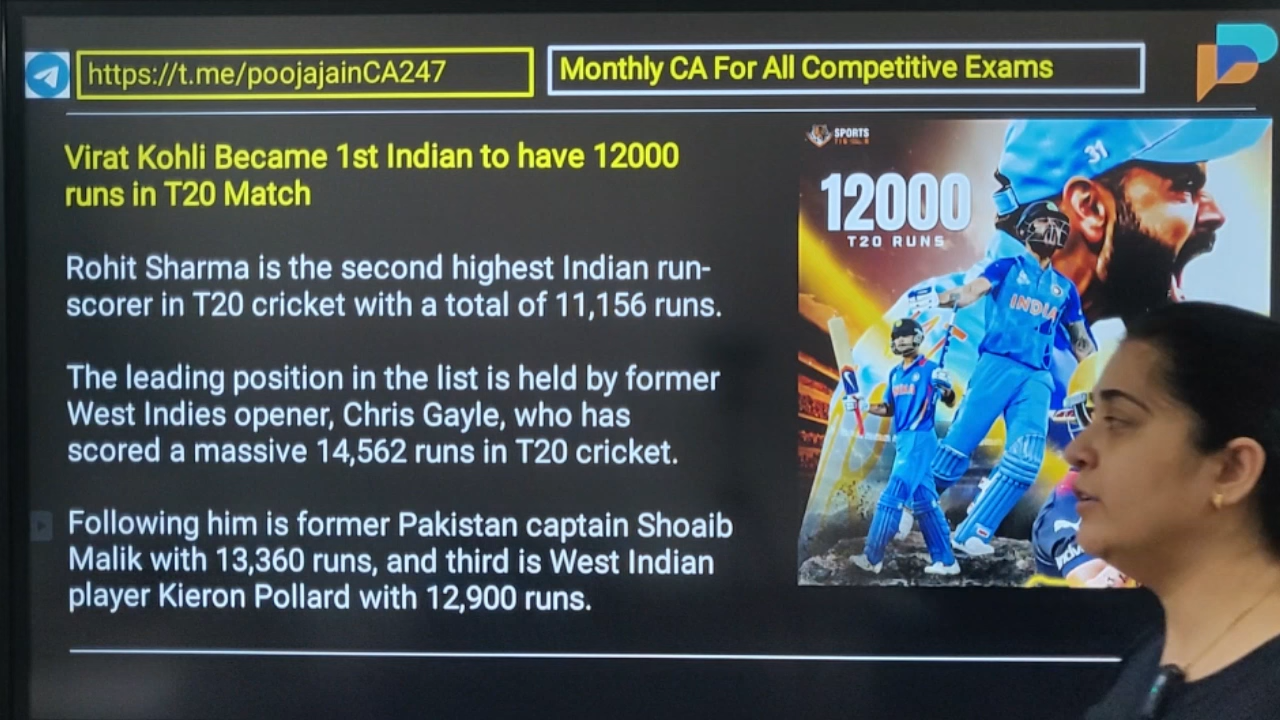 https://t.me/poojajainCA247
Monthly CA For All Competitive Exams
Virat Kohli Became 1st Indian to have 12000
runs in T20 Match
Rohit Sharma is the second highest Indian run-
scorer in T20 cricket with a total of 11,156 runs.
The leading position in the list is held by former
West Indies opener, Chris Gayle, who has
scored a massive 14,562 runs in T20 cricket.
Following him is former Pakistan captain Shoaib
Malik with 13,360 runs, and third is West Indian
player Kieron Pollard with 12,900 runs.
SPORTS
31
12000
T20 RUNS
INDIA